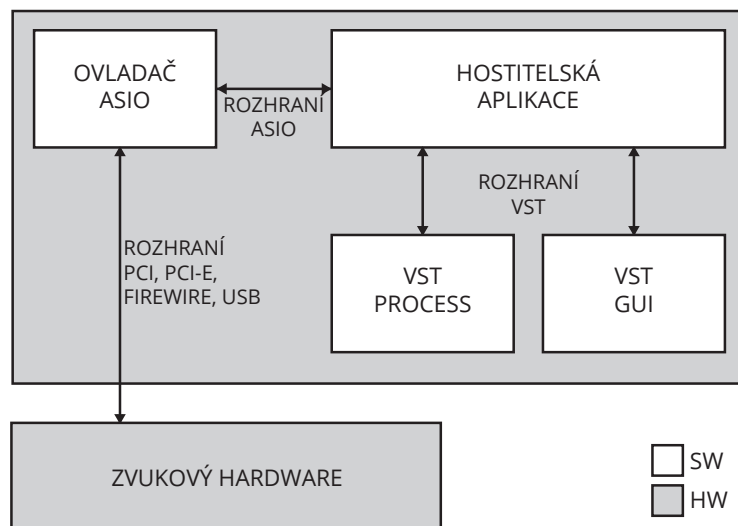 OVLADAČ
ASIO
ROZHRANÍ
ASIO
HOSTITELSKÁ
APLIKACE
ROZHRANÍ
VST
ROZHRANÍ
PCI, PCI-E,
FIREWIRE, USB
VST
PROCESS
VST
GUI
ZVUKOVÝ HARDWARE
SW
HW